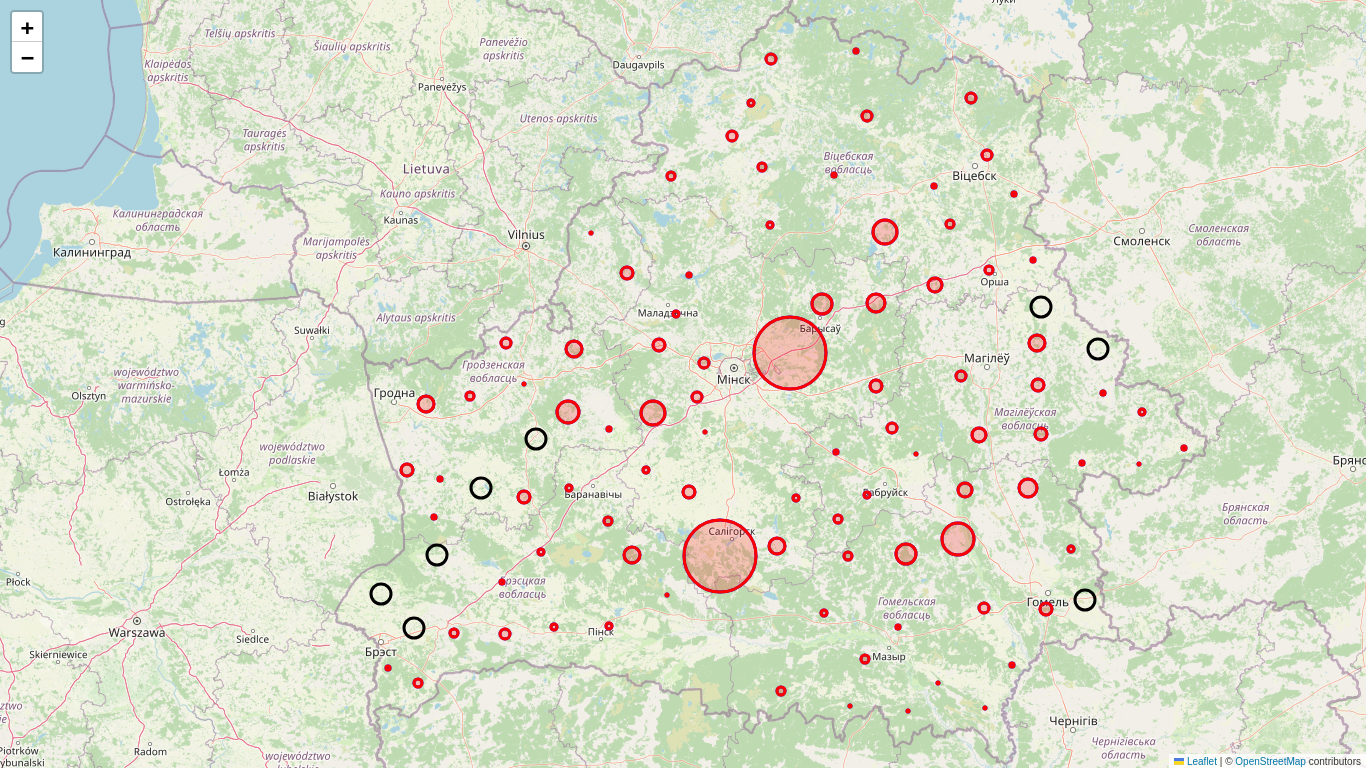 +
−
Луки
Telšių apskritis
Šiaulių apskritis
Panevėžio
apskritis
Klaipėdos
apskritis
Daugavpils
Panevėžys
Utenos apskritis
Tauragės
apskritis
Lietuva
Kauno apskritis
Kaunas
Віцебская
вобласць
Віцебск
Калининградская
область
Калининград
Marijampolės
apskritis
Vilnius
Смоленск
Смоленская
область
Орша
Alytaus apskritis
Маладзечна
Барысаў
Suwałki
Гродзенская
вобласць
Мінск
Магілёў
województwo
warmińsko-
mazurskie
Olsztyn
Гродна
Магілёўская
вобласць
województwo
podlaskie
Łomża
Ostrołęka
Białystok
Баранавічы
Бабруйск
Салігорск
Брянская
область
Płock
Брэсцкая
вобласць
Гомельская
вобласць
Гомель
Warszawa
Siedlce
Skierniewice
Брэст
Пінск
Мазыр
Чернігів
Чернігівська
область
Radom
województwo
Piotrków
Leaflet | © OpenStreetMap contributors